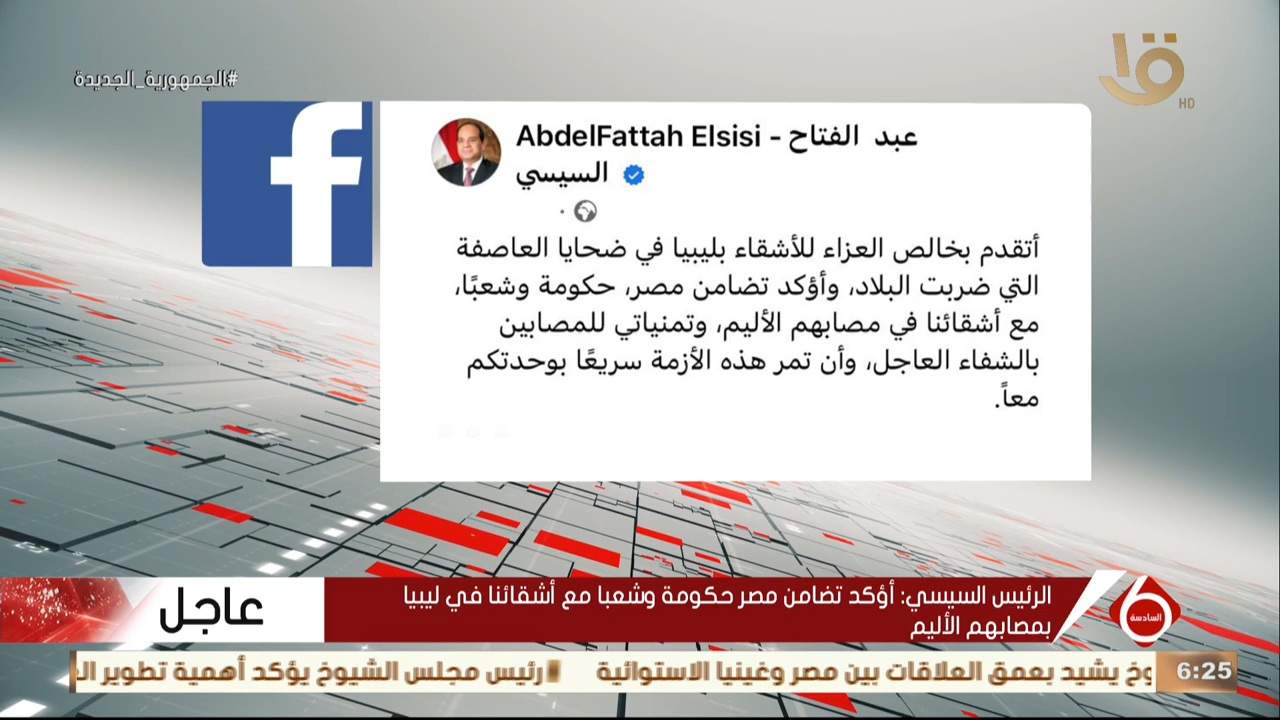 #الجمهورية_الجديدة
HD
عبد الفتاح - AbdelFattah Elsisi
السيسي
أتقدم بخالص العزاء للأشقاء بليبيا في ضحايا العاصفة
التي ضربت البلاد، وأؤكد تضامن مصر، حكومة وشعبًا،
مع أشقائنا في مصابهم الأليم، وتمنياتي للمصابين
بالشفاء العاجل، وأن تمر هذه الأزمة سريعًا بوحدتكم
معاً.
السادسة
الرئيس السيسي: أؤكد تضامن مصر حكومة وشعبا مع أشقائنا في ليبيا
بمصابهم الأليم
عاجل
6:25
يشيد بعمق العلاقات بين مصر وغينيا الاستوائية رئيس مجلس الشيوخ يؤكد أهمية تطوير